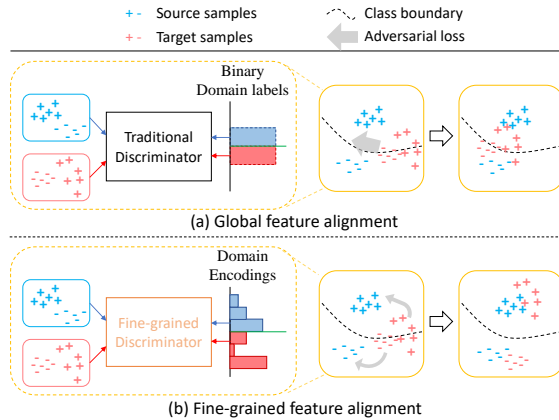 + - Source samples
Class boundary
+ - Target samples
Adversarial loss
Binary
Domain labels
Traditional
Discriminator
(a) Global feature alignment
Domain
Encodings
Fine-grained
Discriminator
(b) Fine-grained feature alignment